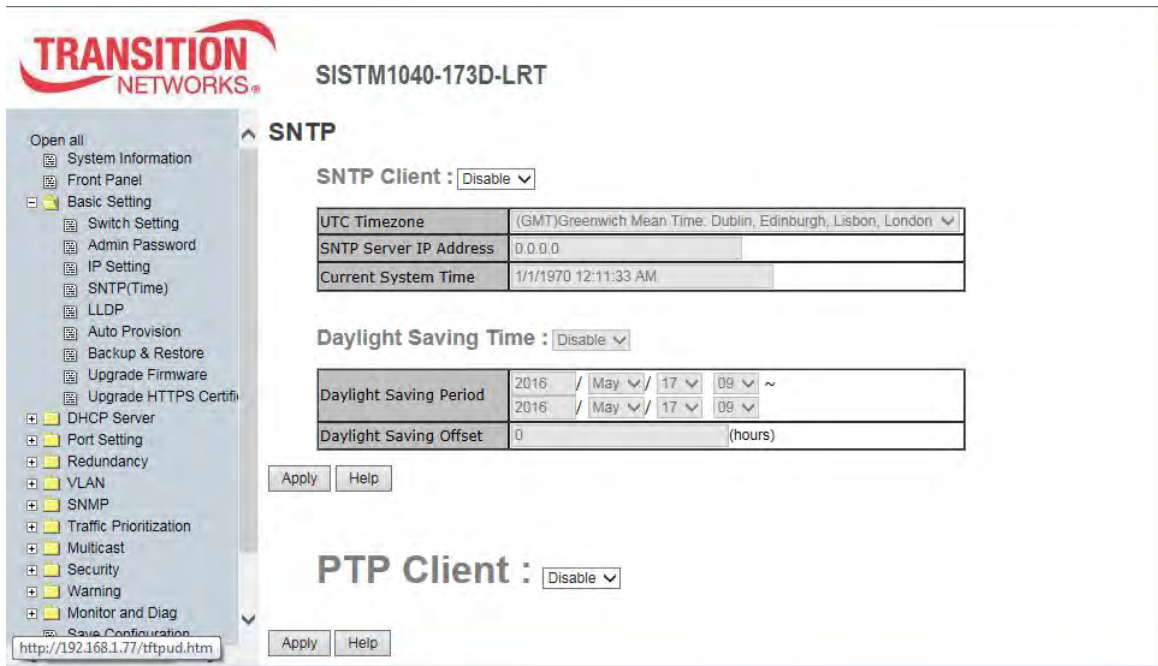 TRANSITION
NETWORKS®
SISTM1040-173D-LRT
Open all
System Information
Front Panel
Basic Setting
Switch Setting
Admin Password
IP Setting
SNTP(Time)
LLDP
Auto Provision
Backup & Restore
Upgrade Firmware
Upgrade HTTPS Certifi
DHCP Server
Port Setting
Redundancy
VLAN
SNMP
Traffic Prioritization
Multicast
Security
Warning
Monitor and Diag
Save Configuration
http://192.168.1.77/tftpud.htm
SNTP
SNTP Client : Disable
UTC Timezone (GMT)Greenwich Mean Time: Dublin, Edinburgh, Lisbon, London
SNTP Server IP Address 0.0.0.0
Current System Time 1/1/1970 12:11:33 AM
Daylight Saving Time : Disable
Daylight Saving Period 2016 / May / 17 09 ~
2016 / May / 17 09
Daylight Saving Offset 0 (hours)
Apply Help
PTP Client : Disable
Apply Help